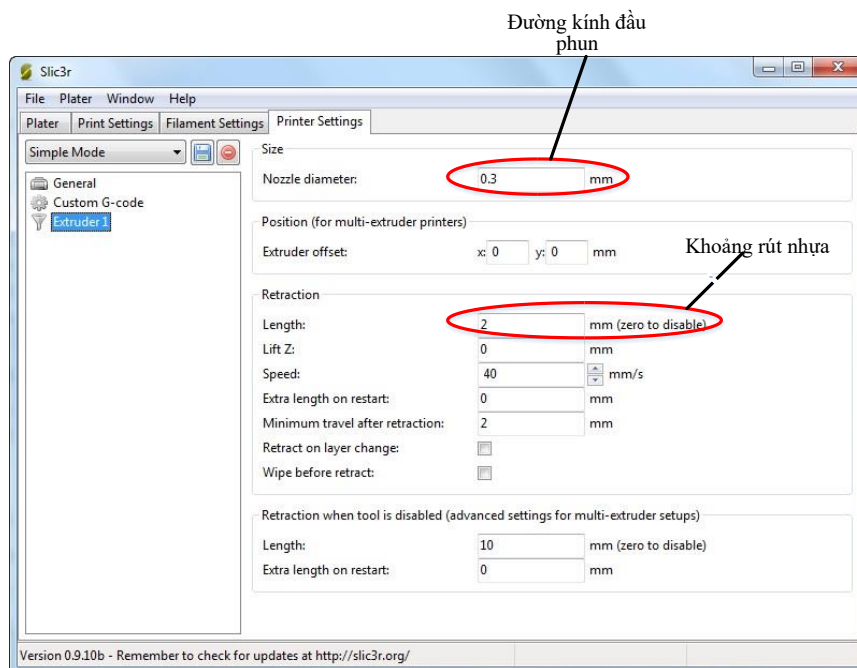 Đường kính đầu
phun
Slic3r
File Plater Window Help
Plater Print Settings Filament Settings Printer Settings
Simple Mode
General
Custom G-code
Extruder 1
Size
Nozzle diameter: 0.3 mm
Position (for multi-extruder printers)
Extruder offset: x: 0 y: 0 mm
Khoảng rút nhựa
Retraction
Length: 2 mm (zero to disable)
Lift Z: 0 mm
Speed: 40 mm/s
Extra length on restart: 0 mm
Minimum travel after retraction: 2 mm
Retract on layer change:
Wipe before retract:
Retraction when tool is disabled (advanced settings for multi-extruder setups)
Length: 10 mm (zero to disable)
Extra length on restart: 0 mm
Version 0.9.10b - Remember to check for updates at http://slic3r.org/